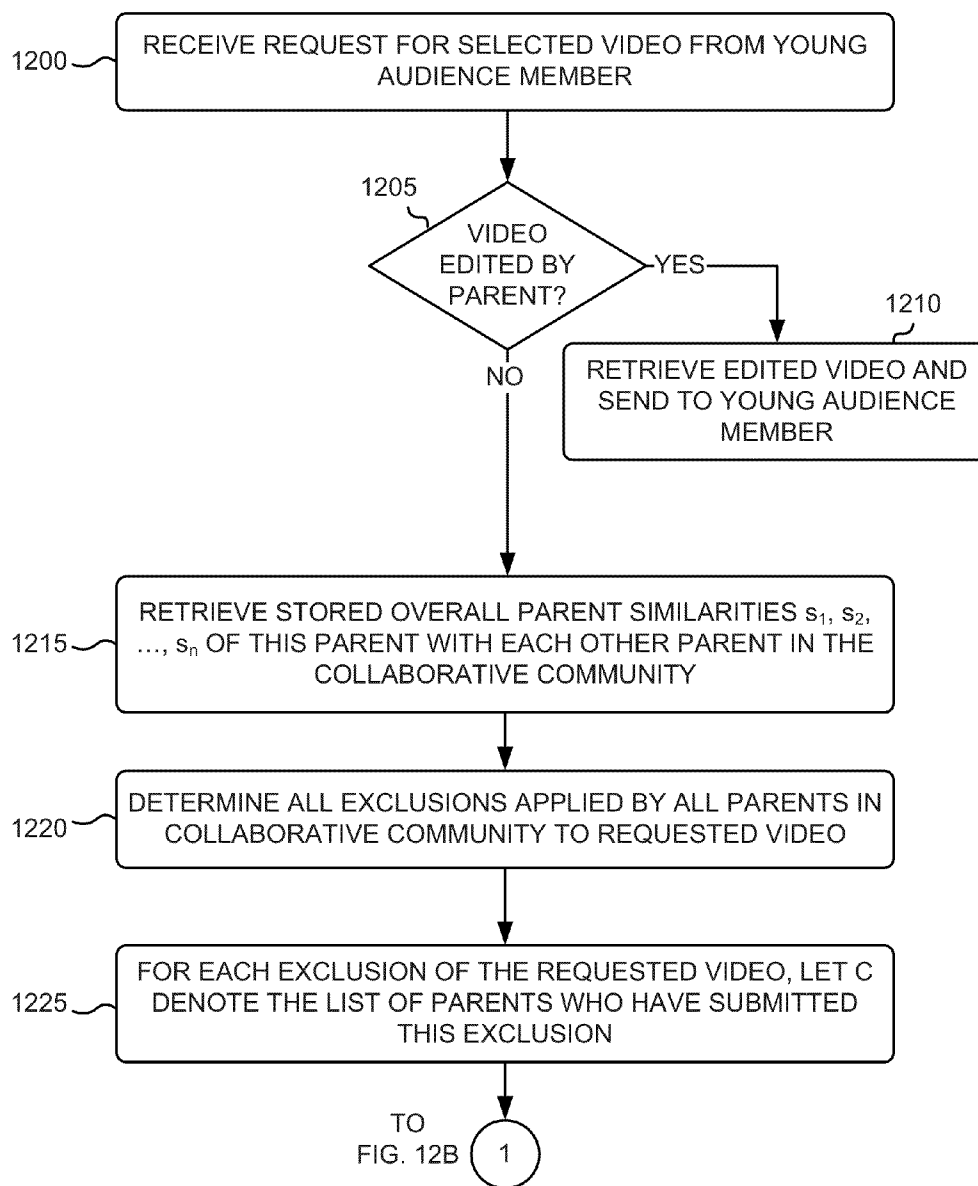 1200
RECEIVE REQUEST FOR SELECTED VIDEO FROM YOUNG
AUDIENCE MEMBER
1205
VIDEO
EDITED BY
PARENT?
YES
NO
1210
RETRIEVE EDITED VIDEO AND
SEND TO YOUNG AUDIENCE
MEMBER
1215
RETRIEVE STORED OVERALL PARENT SIMILARITIES s₁, s₂,
…, sₙ OF THIS PARENT WITH EACH OTHER PARENT IN THE
COLLABORATIVE COMMUNITY
1220
DETERMINE ALL EXCLUSIONS APPLIED BY ALL PARENTS IN
COLLABORATIVE COMMUNITY TO REQUESTED VIDEO
1225
FOR EACH EXCLUSION OF THE REQUESTED VIDEO, LET C
DENOTE THE LIST OF PARENTS WHO HAVE SUBMITTED
THIS EXCLUSION
TO
FIG. 12B
1